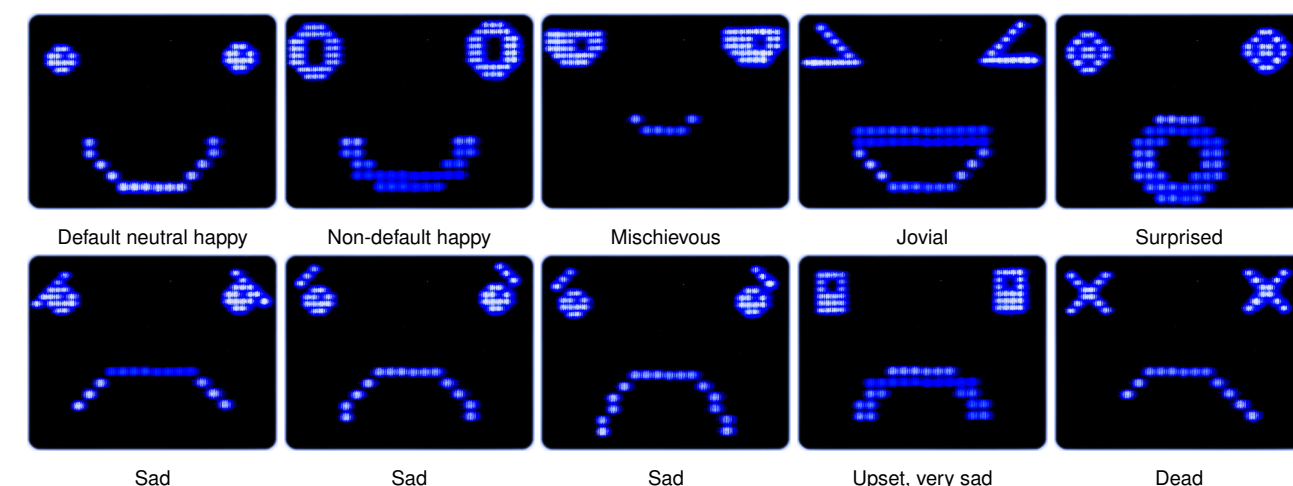 Default neutral happy
Non-default happy
Mischievous
Jovial
Surprised
Sad
Sad
Sad
Upset, very sad
Dead